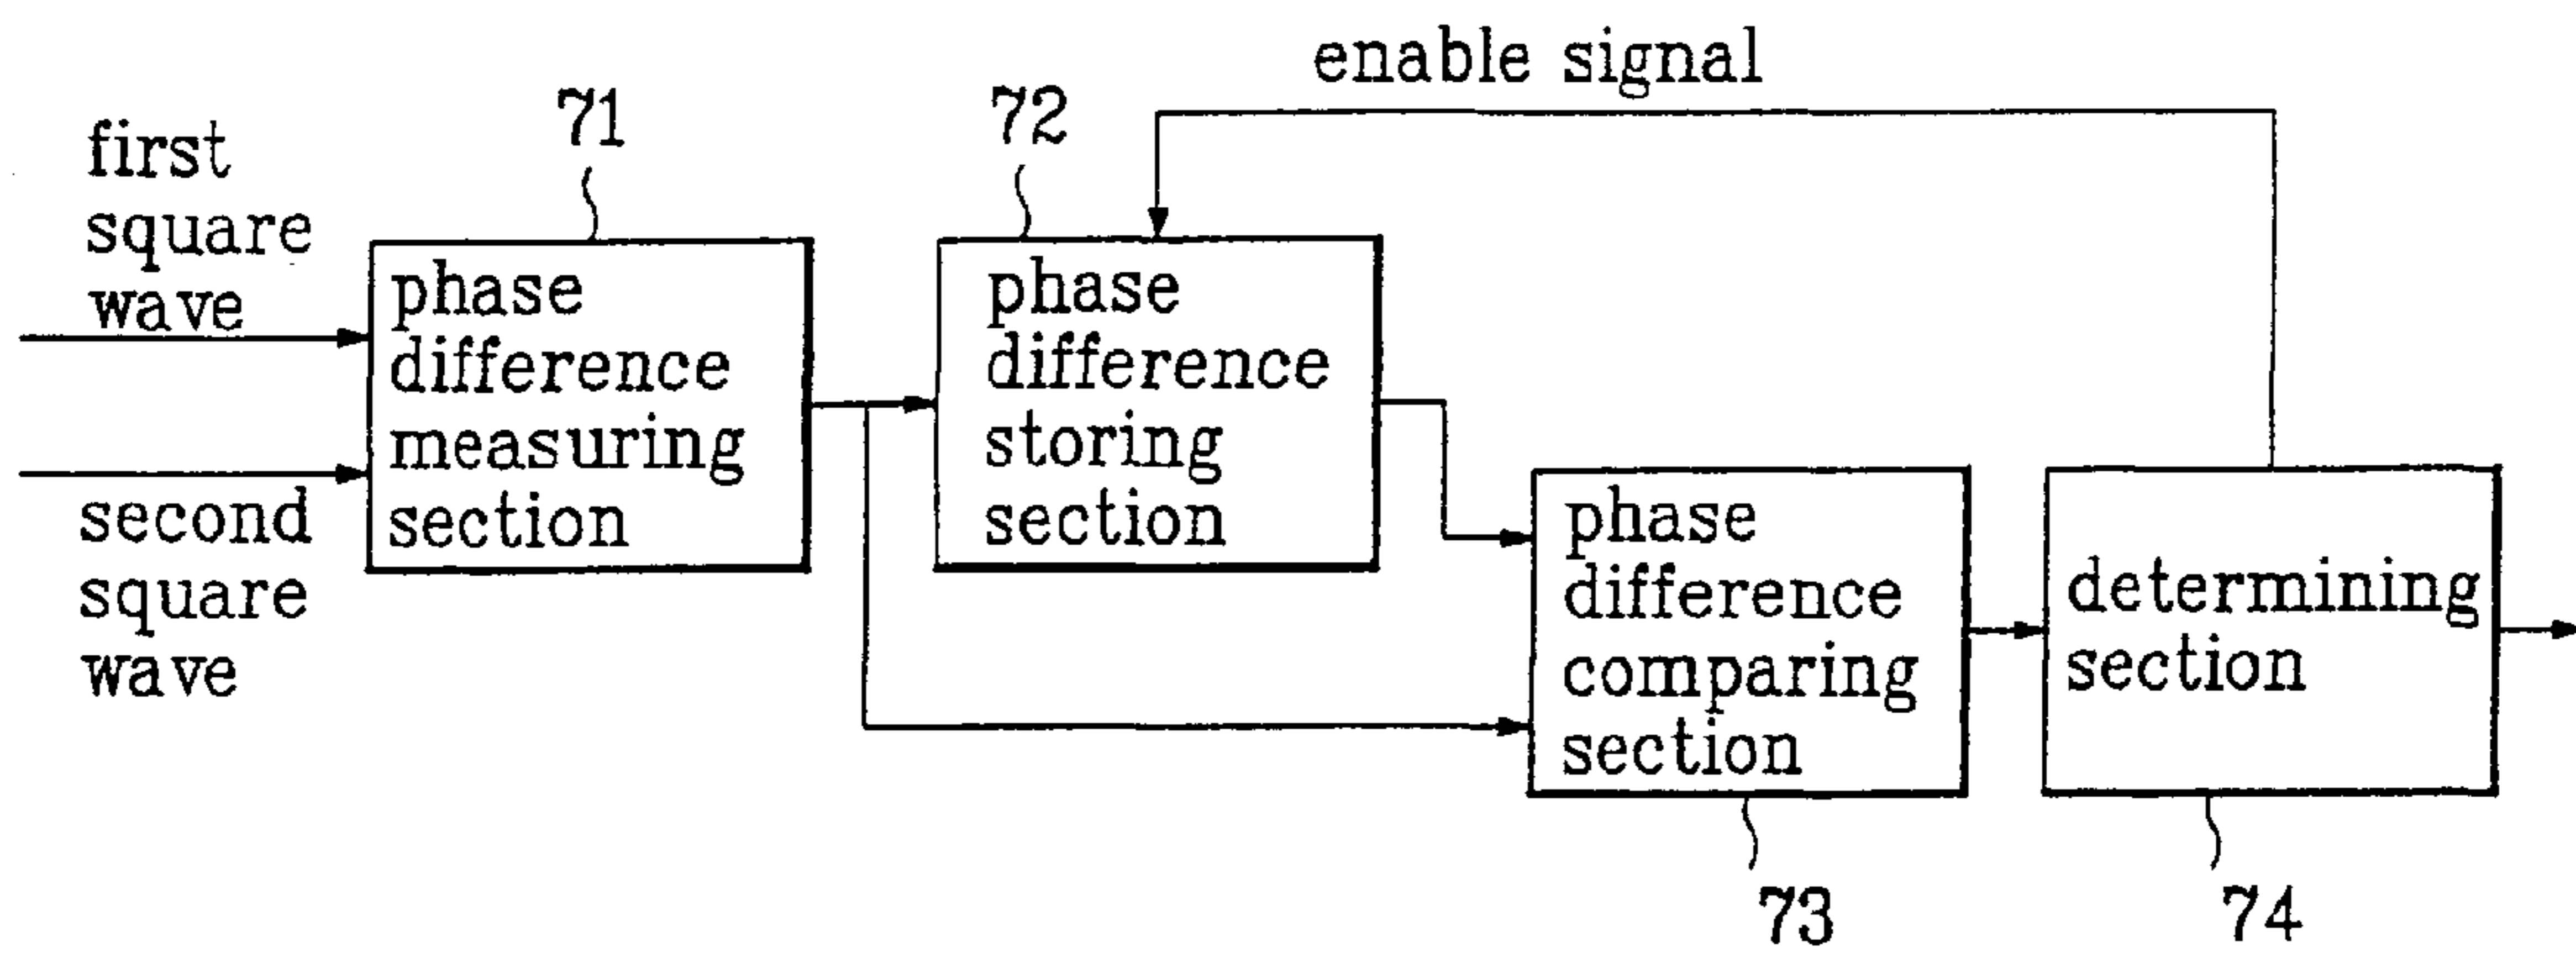 enable signal
71
72
first
square
wave
second
square
wave
phase
difference
measuring
section
phase
difference
storing
section
phase
difference
comparing
section
determining
section
73
74